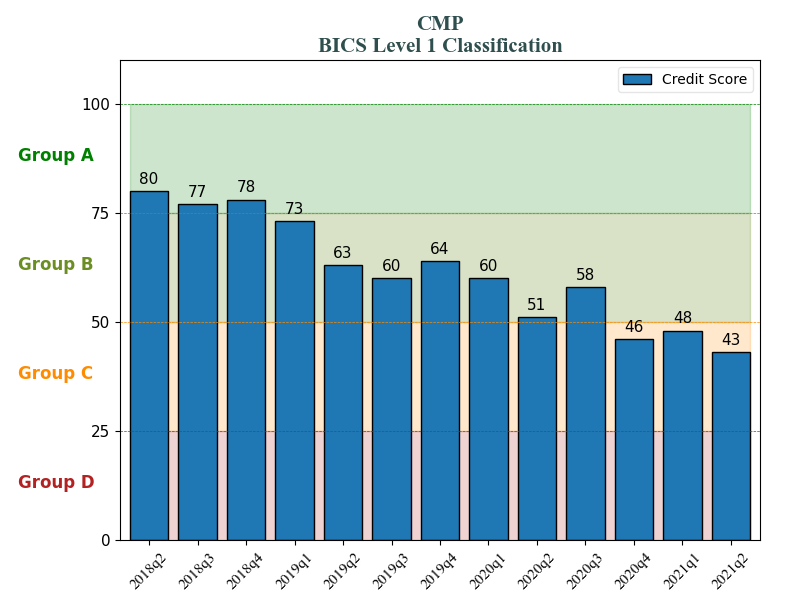 CMP
BICS Level 1 Classification
Credit Score
100
Group A
80
77
78
73
75
63
60
64
60
51
58
46
48
43
Group B
50
Group C
25
Group D
0
2018q2
2018q3
2018q4
2019q1
2019q2
2019q3
2019q4
2020q1
2020q2
2020q3
2020q4
2021q1
2021q2